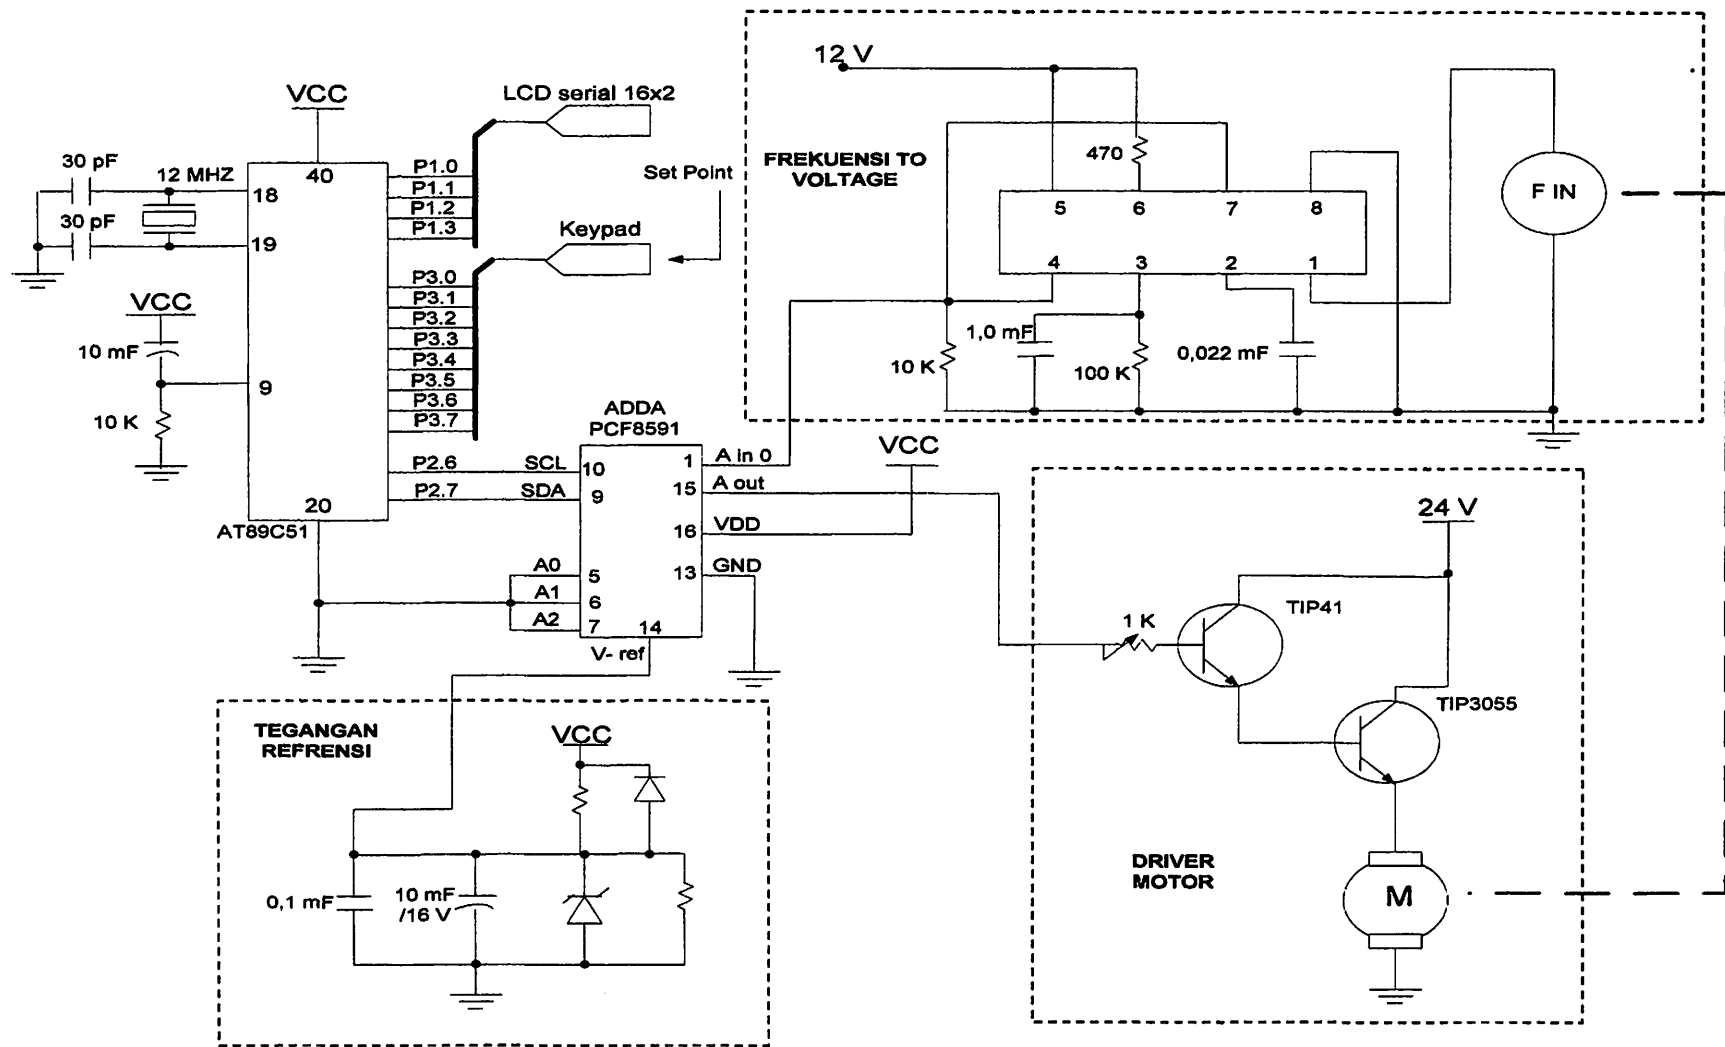 VCC
LCD serial 16x2
30 pF
12 MHZ
30 pF
40
18
19
9
20
AT89C51
P1.0
P1.1
P1.2
P1.3
Set Point
Keypad
P3.0
P3.1
P3.2
P3.3
P3.4
P3.5
P3.6
P3.7
VCC
10 mF
10 K
P2.6
SCL
P2.7
SDA
ADDA
PCF8591
10
9
5
6
7
14
1
15
16
13
A0
A1
A2
V- ref
A in 0
A out
VDD
GND
VCC
12 V
FREKUENSI TO
VOLTAGE
470
5
6
7
8
4
3
2
1
F IN
10 K
1,0 mF
100 K
0,022 mF
TEGANGAN
REFRENSI
VCC
0,1 mF
10 mF
/16 V
24 V
1 K
TIP41
TIP3055
DRIVER
MOTOR
M